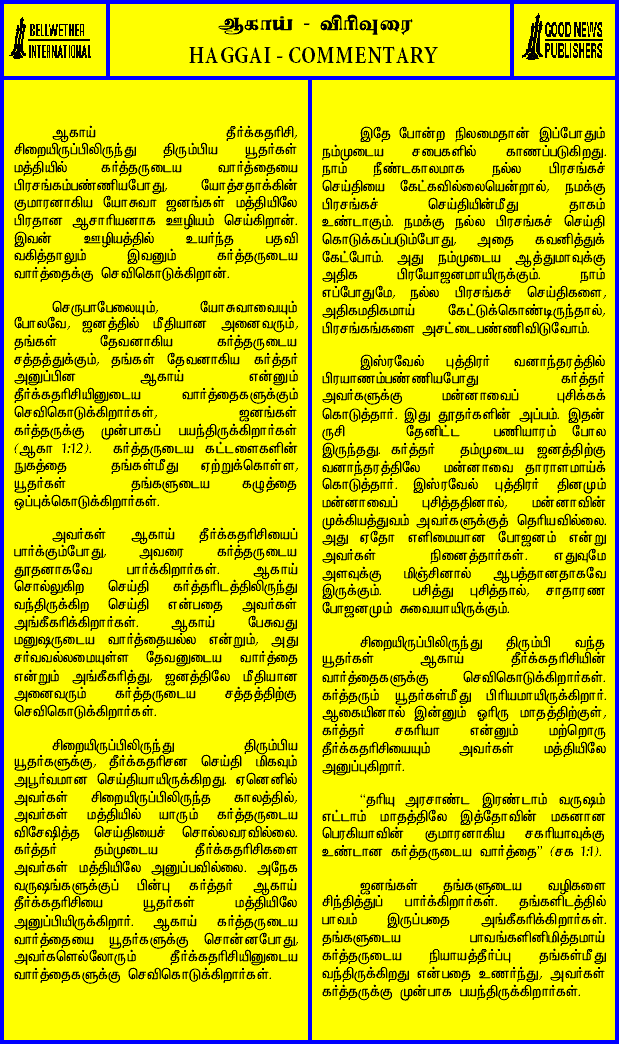 BELLWETHER
INTERNATIONAL
ஆகாய் - விரிவுரை
HAGGAI - COMMENTARY
GOOD NEWS
PUBLISHERS
ஆகாய் தீர்க்கதரிசி,
சிறையிருப்பிலிருந்து திரும்பிய யூதர்கள்
மத்தியில் கர்த்தருடைய வார்த்தையை
பிரசங்கம்பண்ணியபோது, யோத்சதாக்கின்
குமாரனாகிய யோசுவா ஜனங்கள் மத்தியிலே
பிரதான ஆசாரியனாக ஊழியம் செய்கிறான்.
இவன் ஊழியத்தில் உயர்ந்த பதவி
வகித்தாலும் இவனும் கர்த்தருடைய
வார்த்தைக்கு செவிகொடுக்கிறான்.
செருபாபேலையும், யோசுவாவையும்
போலவே, ஜனத்தில் மீதியான அனைவரும்,
தங்கள் தேவனாகிய கர்த்தருடைய
சத்தத்துக்கும், தங்கள் தேவனாகிய கர்த்தர்
அனுப்பின ஆகாய் என்னும்
தீர்க்கதரிசியினுடைய வார்த்தைகளுக்கும்
செவிகொடுக்கிறார்கள், ஜனங்கள்
கர்த்தருக்கு முன்பாகப் பயந்திருக்கிறார்கள்
(ஆகா 1:12). கர்த்தருடைய கட்டளைகளின்
நுகத்தை தங்கள்மீது ஏற்றுக்கொள்ள,
யூதர்கள் தங்களுடைய கழுத்தை
ஒப்புக்கொடுக்கிறார்கள்.
அவர்கள் ஆகாய் தீர்க்கதரிசியைப்
பார்க்கும்போது, அவரை கர்த்தருடைய
தூதனாகவே பார்க்கிறார்கள். ஆகாய்
சொல்லுகிற செய்தி கர்த்தரிடத்திலிருந்து
வந்திருக்கிற செய்தி என்பதை அவர்கள்
அங்கீகரிக்கிறார்கள். ஆகாய் பேசுவது
மனுஷருடைய வார்த்தையல்ல என்றும், அது
சர்வவல்லமையுள்ள தேவனுடைய வார்த்தை
என்றும் அங்கீகரித்து, ஜனத்திலே மீதியான
அனைவரும் கர்த்தருடைய சத்தத்திற்கு
செவிகொடுக்கிறார்கள்.
சிறையிருப்பிலிருந்து திரும்பிய
யூதர்களுக்கு, தீர்க்கதரிசன செய்தி மிகவும்
அபூர்வமான செய்தியாயிருக்கிறது. ஏனெனில்
அவர்கள் சிறையிருப்பிலிருந்த காலத்தில்,
அவர்கள் மத்தியில் யாரும் கர்த்தருடைய
விசேஷித்த செய்தியைச் சொல்லவரவில்லை.
கர்த்தர் தம்முடைய தீர்க்கதரிசிகளை
அவர்கள் மத்தியிலே அனுப்பவில்லை. அநேக
வருஷங்களுக்குப் பின்பு கர்த்தர் ஆகாய்
தீர்க்கதரிசியை யூதர்கள் மத்தியிலே
அனுப்பியிருக்கிறார். ஆகாய் கர்த்தருடைய
வார்த்தையை யூதர்களுக்கு சொன்னபோது,
அவர்களெல்லோரும் தீர்க்கதரிசியினுடைய
வார்த்தைகளுக்கு செவிகொடுக்கிறார்கள்.
இதே போன்ற நிலமைதான் இப்போதும்
நம்முடைய சபைகளில் காணப்படுகிறது.
நாம் நீண்டகாலமாக நல்ல பிரசங்கச்
செய்தியை கேட்கவில்லையென்றால், நமக்கு
பிரசங்கச் செய்தியின்மீது தாகம்
உண்டாகும். நமக்கு நல்ல பிரசங்கச் செய்தி
கொடுக்கப்படும்போது, அதை கவனித்துக்
கேட்போம். அது நம்முடைய ஆத்துமாவுக்கு
அதிக பிரயோஜனமாயிருக்கும். நாம்
எப்போதுமே, நல்ல பிரசங்கச் செய்திகளை,
அதிகமதிகமாய் கேட்டுக்கொண்டிருந்தால்,
பிரசங்கங்களை அசட்டைபண்ணிவிடுவோம்.
இஸ்ரவேல் புத்திரர் வனாந்தரத்தில்
பிரயாணம்பண்ணியபோது கர்த்தர்
அவர்களுக்கு மன்னாவைப் புசிக்கக்
கொடுத்தார். இது தூதர்களின் அப்பம். இதன்
ருசி தேனிட்ட பணியாரம் போல
இருந்தது. கர்த்தர் தம்முடைய ஜனத்திற்கு
வனாந்தரத்திலே மன்னாவை தாராளமாய்க்
கொடுத்தார். இஸ்ரவேல் புத்திரர் தினமும்
மன்னாவைப் புசித்ததினால், மன்னாவின்
முக்கியத்துவம் அவர்களுக்குத் தெரியவில்லை.
அது ஏதோ எளிமையான போஜனம் என்று
அவர்கள் நினைத்தார்கள். எதுவுமே
அளவுக்கு மிஞ்சினால் ஆபத்தானதாகவே
இருக்கும். பசித்து புசித்தால், சாதாரண
போஜனமும் சுவையாயிருக்கும்.
சிறையிருப்பிலிருந்து திரும்பி வந்த
யூதர்கள் ஆகாய் தீர்க்கதரிசியின்
வார்த்தைகளுக்கு செவிகொடுக்கிறார்கள்.
கர்த்தரும் யூதர்கள்மீது பிரியமாயிருக்கிறார்.
ஆகையினால் இன்னும் ஒரிரு மாதத்திற்குள்,
கர்த்தர் சகரியா என்னும் மற்றொரு
தீர்க்கதரிசியையும் அவர்கள் மத்தியிலே
அனுப்புகிறார்.
“தரியு அரசாண்ட இரண்டாம் வருஷம்
எட்டாம் மாதத்திலே இத்தோவின் மகனான
பெரகியாவின் குமாரனாகிய சகரியாவுக்கு
உண்டான கர்த்தருடைய வார்த்தை” (சக 1:1).
ஜனங்கள் தங்களுடைய வழிகளை
சிந்தித்துப் பார்க்கிறார்கள். தங்களிடத்தில்
பாவம் இருப்பதை அங்கீகரிக்கிறார்கள்.
தங்களுடைய பாவங்களினிமித்தமாய்
கர்த்தருடைய நியாயத்தீர்ப்பு தங்கள்மீது
வந்திருக்கிறது என்பதை உணர்ந்து, அவர்கள்
கர்த்தருக்கு முன்பாக பயந்திருக்கிறார்கள்.